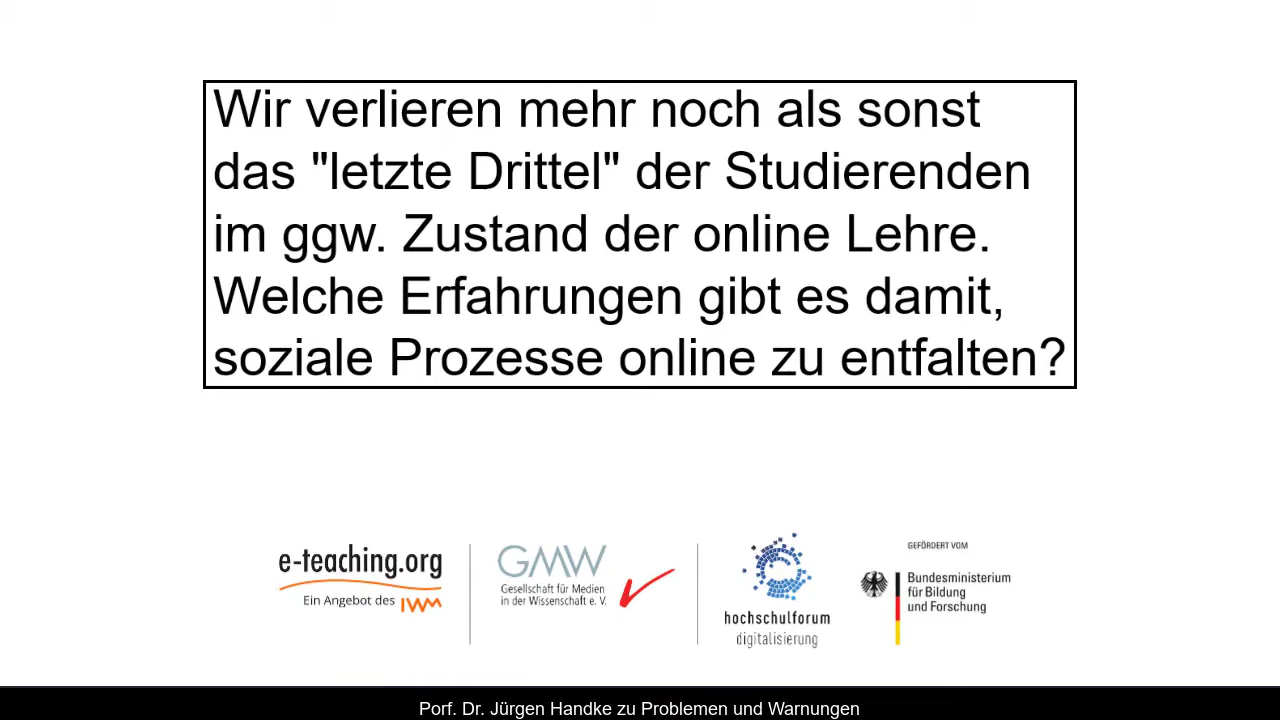 Wir verlieren mehr noch als sonst
das "letzte Drittel" der Studierenden
im ggw. Zustand der online Lehre.
Welche Erfahrungen gibt es damit,
soziale Prozesse online zu entfalten?
e-teaching.org
Ein Angebot des IWM
GMW
Gesellschaft für Medien
in der Wissenschaft e. V.
hochschulforum
digitalisierung
GEFÖRDERT VOM
Bundesministerium
für Bildung
und Forschung
Porf. Dr. Jürgen Handke zu Problemen und Warnungen